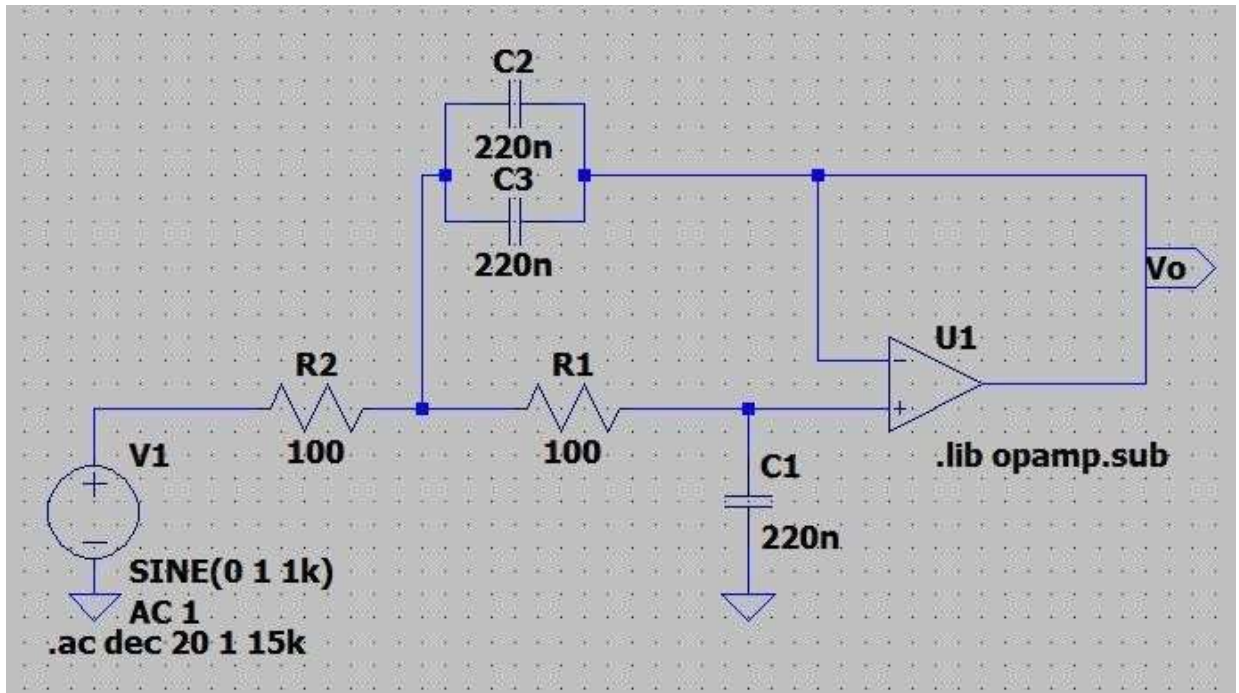 C2
220n
C3
220n
Vo
U1
R2
R1
100
100
V1
.lib opamp.sub
C1
220n
SINE(0 1 1k)
AC 1
.ac dec 20 1 15k